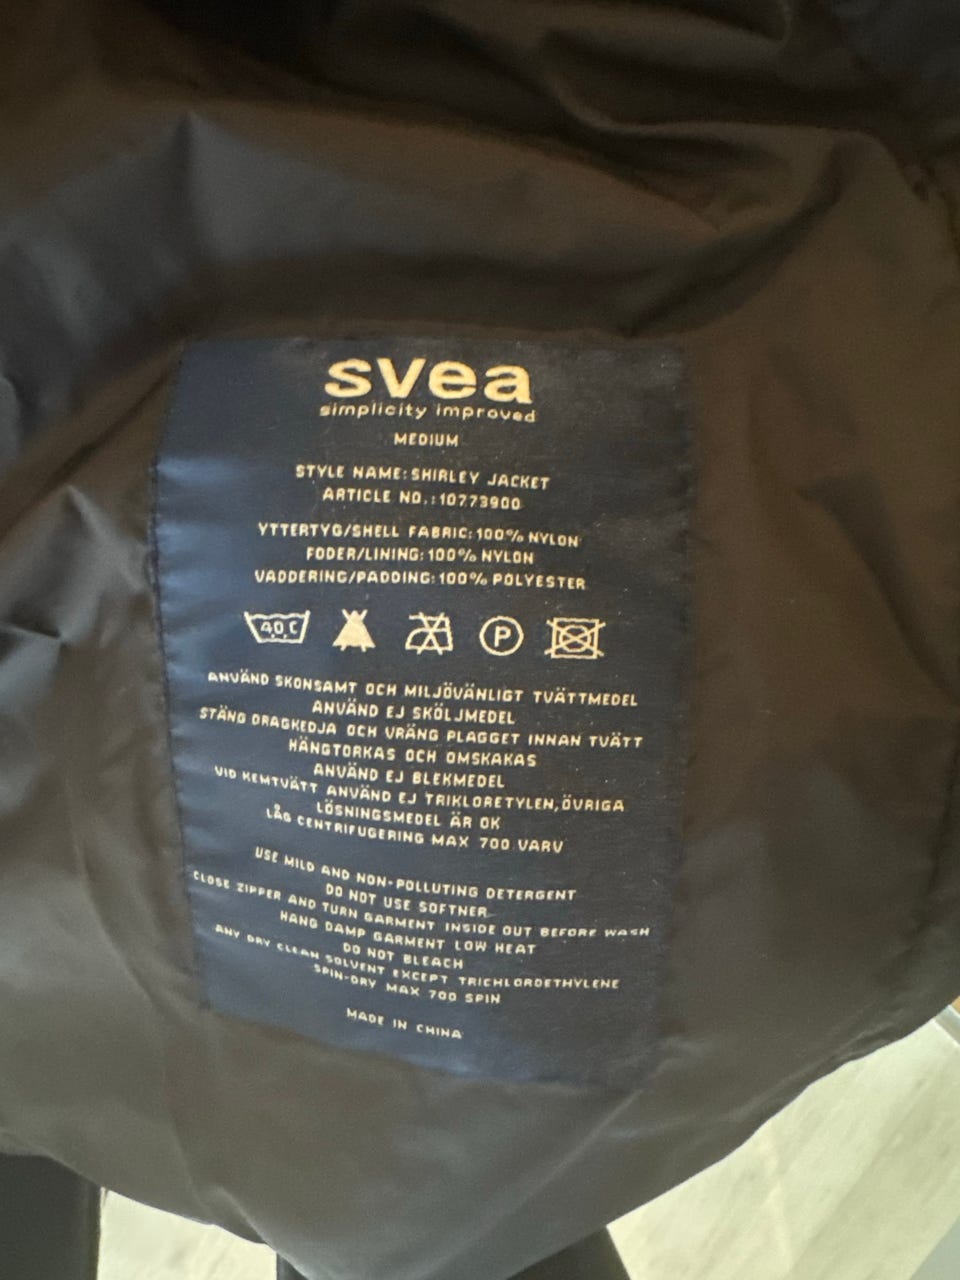 svea
simplicity improved
MEDIUM
STYLE NAME: SHIRLEY JACKET
ARTICLE NO.: 10773900
YTTERTYG/SHELL FABRIC: 100% NYLON
FODER/LINING: 100% NYLON
VADDERING/PADDING: 100% POLYESTER
40.C P
ANVÄND SKONSAMT OCH MILJÖVÄNLIGT TVÄTTMEDEL
ANVÄND EJ SKÖLJMEDEL
STÄNG DRAGKEDJA OCH VRÄNG PLAGGET INNAN TVÄTT
HÄNGTORKAS OCH OMSKAKAS
ANVÄND EJ BLEKMEDEL
VID KEMTVÄTT ANVÄND EJ TRIKLORETYLEN, ÖVRIGA
LÖSNINGSMEDEL ÄR OK
LÅG CENTRIFUGERING MAX 700 VARV
USE MILD AND NON-POLLUTING DETERGENT
DO NOT USE SOFTNER
CLOSE ZIPPER AND TURN GARMENT INSIDE OUT BEFORE WASH
HANG DAMP GARMENT LOW HEAT
DO NOT BLEACH
ANY DRY CLEAN SOLVENT EXCEPT TRICHLOROETHYLENE
SPIN-DRY MAX 700 SPIN
MADE IN CHINA